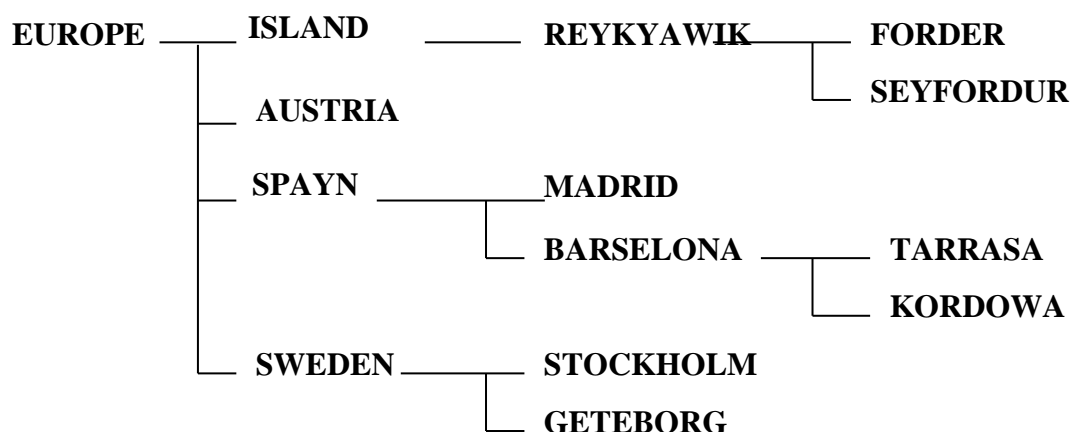 EUROPE ISLAND REYKYAWIK FORDER
SEYFORDUR
AUSTRIA
SPAYN MADRID
BARSELONA TARRASA
KORDOWA
SWEDEN STOCKHOLM
GETEBORG